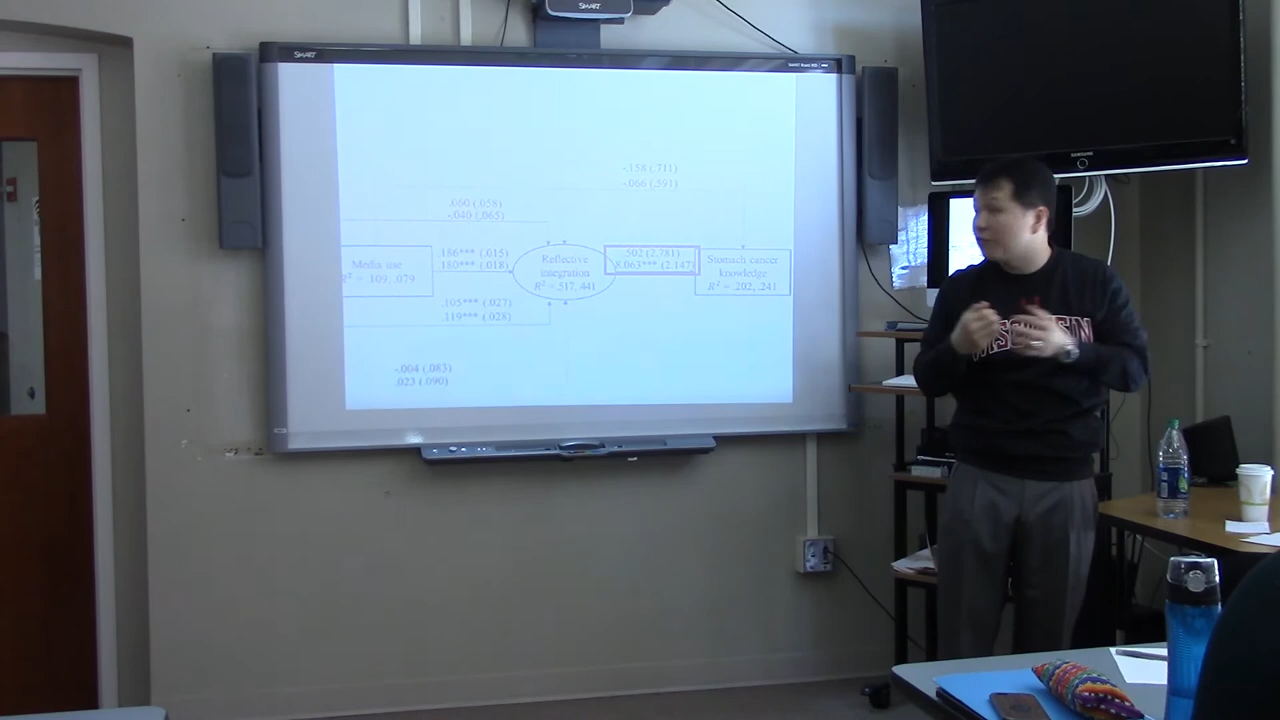 SMART
SMART
-.158 (.711)
-.066 (.591)
.060 (.058)
-.040 (.065)
.186*** (.015)
.180*** (.018)
Media use
R² = .109, .079
Reflective
integration
R² = .517, .441
.502 (2.781)
8.063*** (2.147)
Stomach cancer
knowledge
R² = .202, .241
.105*** (.027)
.119*** (.028)
-.004 (.083)
.023 (.090)
SAMSUNG
WISCONSIN